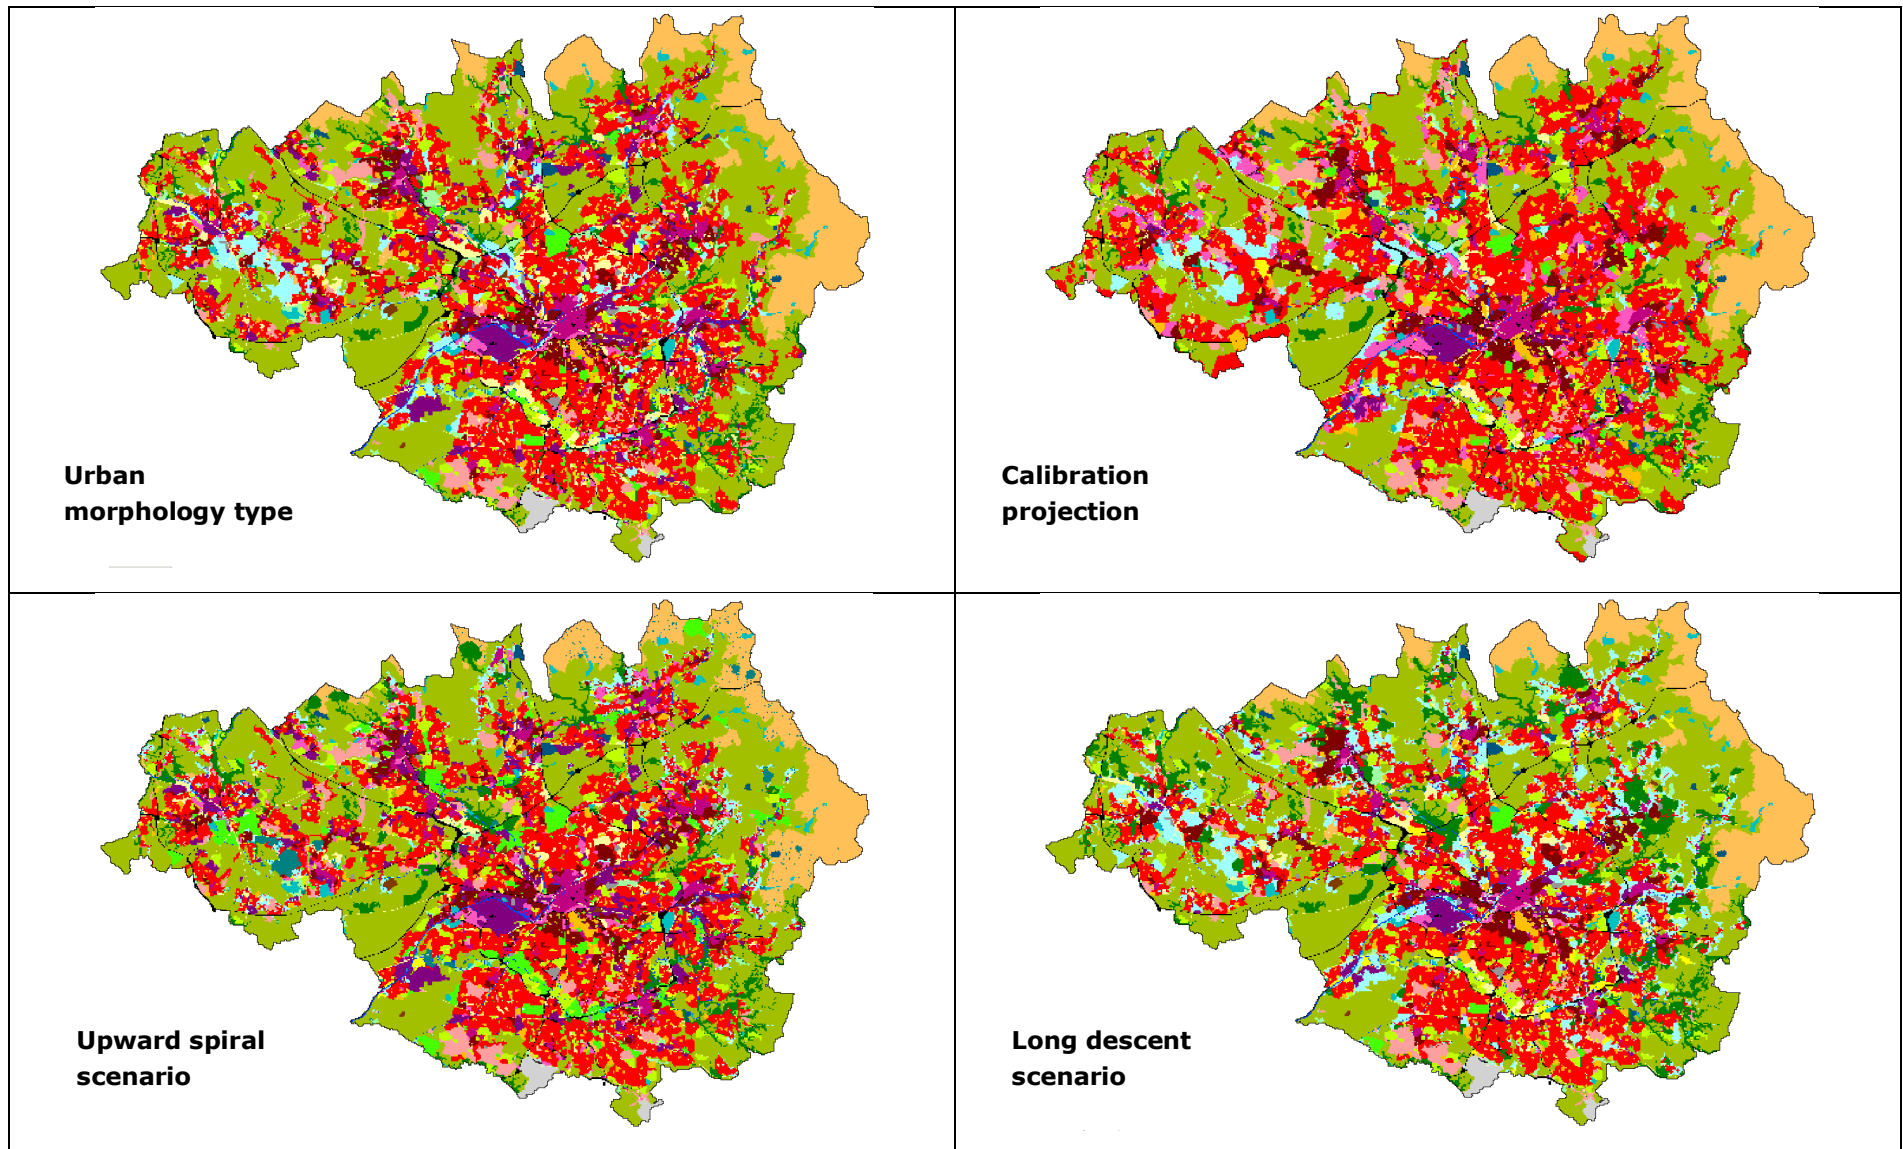 Urban
morphology type
Calibration
projection
Upward spiral
scenario
Long descent
scenario